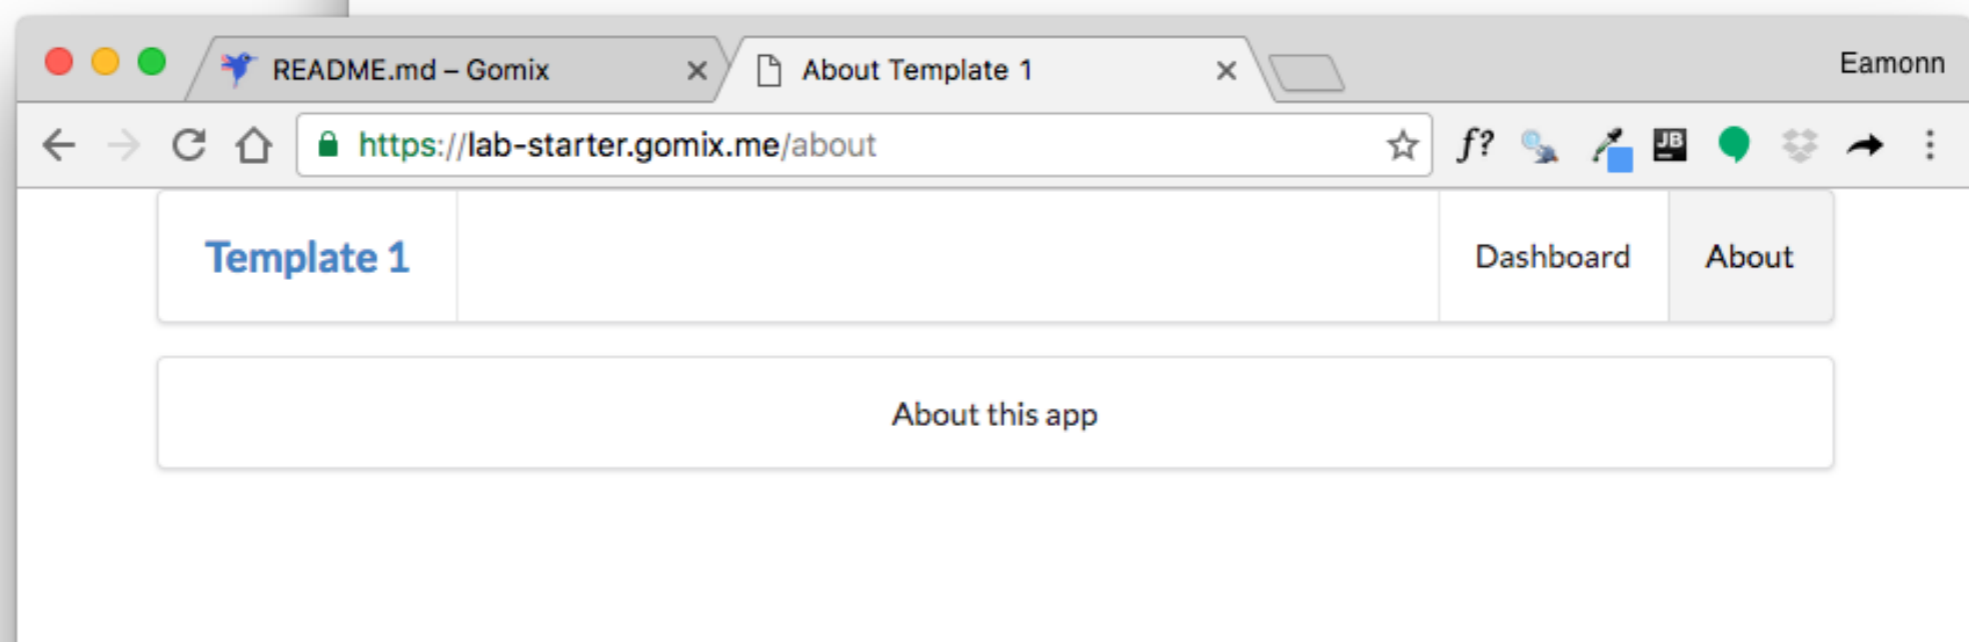 README.md – Gomix
About Template 1
Eamonn
https://lab-starter.gomix.me/about
f?
JB
Template 1
Dashboard
About
About this app